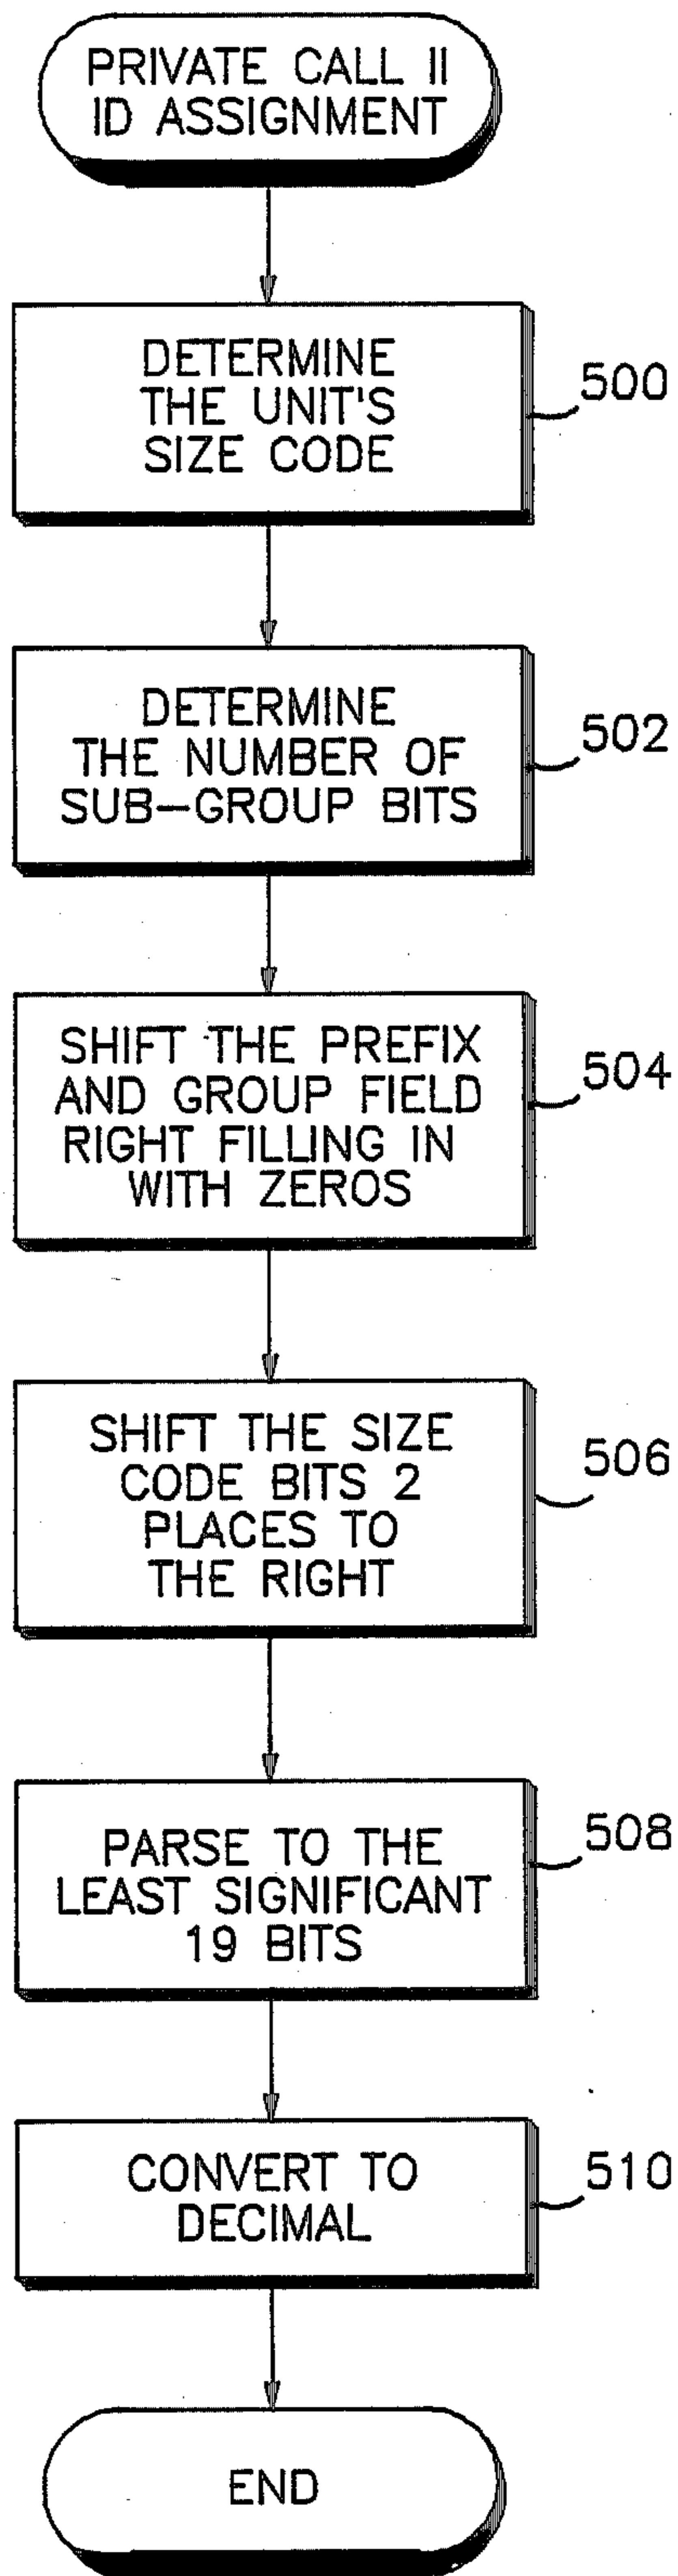 PRIVATE CALL II
ID ASSIGNMENT
DETERMINE
THE UNIT'S
SIZE CODE
500
DETERMINE
THE NUMBER OF
SUB-GROUP BITS
502
SHIFT THE PREFIX
AND GROUP FIELD
RIGHT FILLING IN
WITH ZEROS
504
SHIFT THE SIZE
CODE BITS 2
PLACES TO
THE RIGHT
506
PARSE TO THE
LEAST SIGNIFICANT
19 BITS
508
CONVERT TO
DECIMAL
510
END